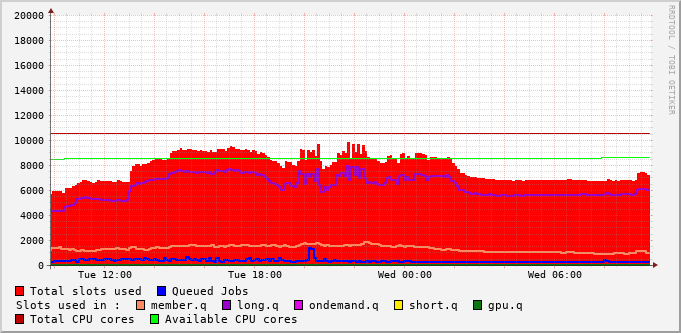 20000
18000
16000
14000
12000
10000
8000
6000
4000
2000
0
Tue 12:00 Tue 18:00 Wed 00:00 Wed 06:00
Total slots used Queued Jobs
Slots used in : member.q long.q ondemand.q short.q gpu.q
Total CPU cores Available CPU cores
RRDTOOL / TOBI OETIKER